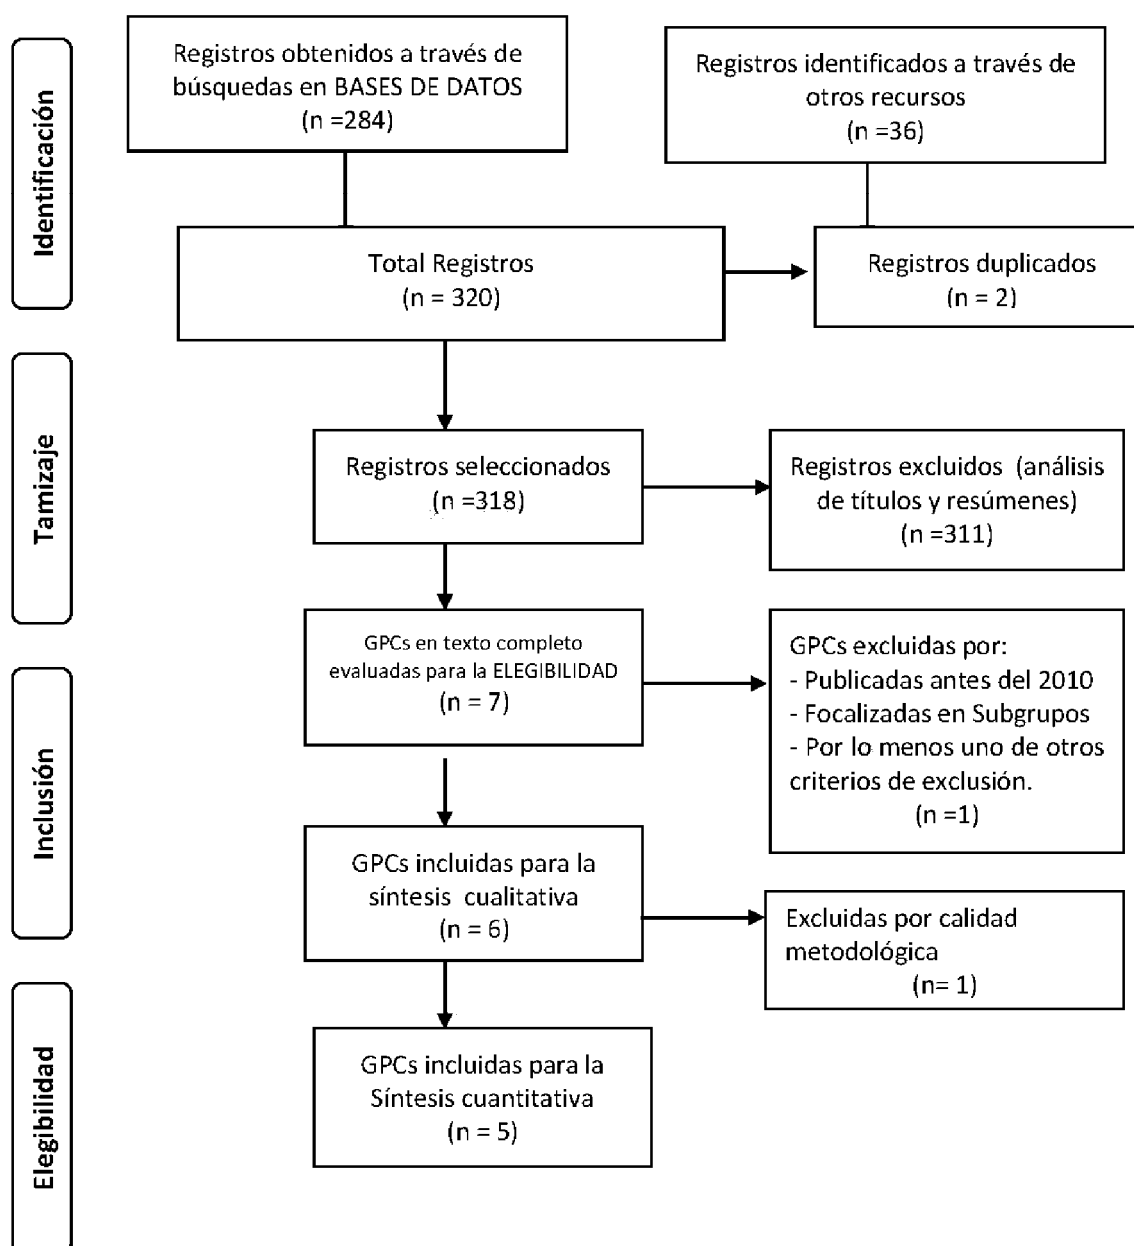 Identificación
Registros obtenidos a través de
búsquedas en BASES DE DATOS
(n =284)
Registros identificados a través de
otros recursos
(n =36)
Total Registros
(n = 320)
Registros duplicados
(n = 2)
Tamizaje
Registros seleccionados
(n =318)
Registros excluidos (análisis
de títulos y resúmenes)
(n =311)
GPCs en texto completo
evaluadas para la ELEGIBILIDAD
(n = 7)
GPCs excluidas por:
- Publicadas antes del 2010
- Focalizadas en Subgrupos
- Por lo menos uno de otros
criterios de exclusión.
(n =1)
Inclusión
GPCs incluidas para la
síntesis cualitativa
(n = 6)
Excluidas por calidad
metodológica
(n= 1)
Elegibilidad
GPCs incluidas para la
Síntesis cuantitativa
(n = 5)